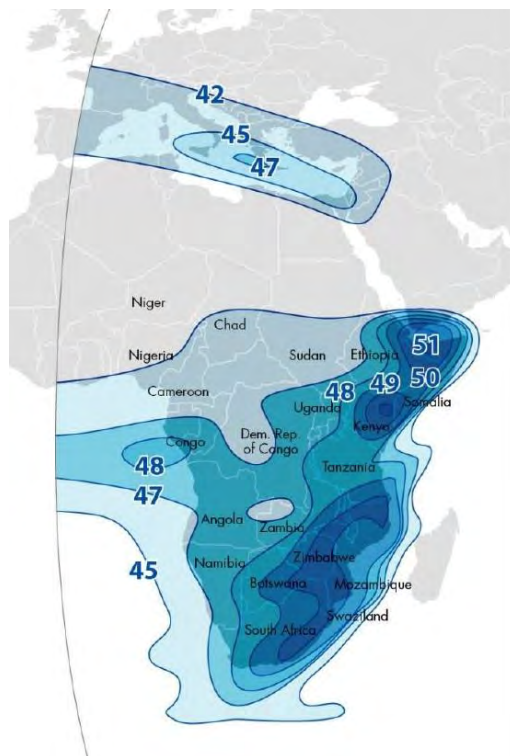 42
45
47
Niger
Chad
Nigeria
Sudan
Ethiopia
51
50
49
48
Cameroon
Uganda
Somalia
Kenya
Congo
Dem. Rep.
of Congo
48
47
Tanzania
Angola
Zambia
45
Namibia
Zimbabwe
Botswana
Mozambique
Swaziland
South Africa